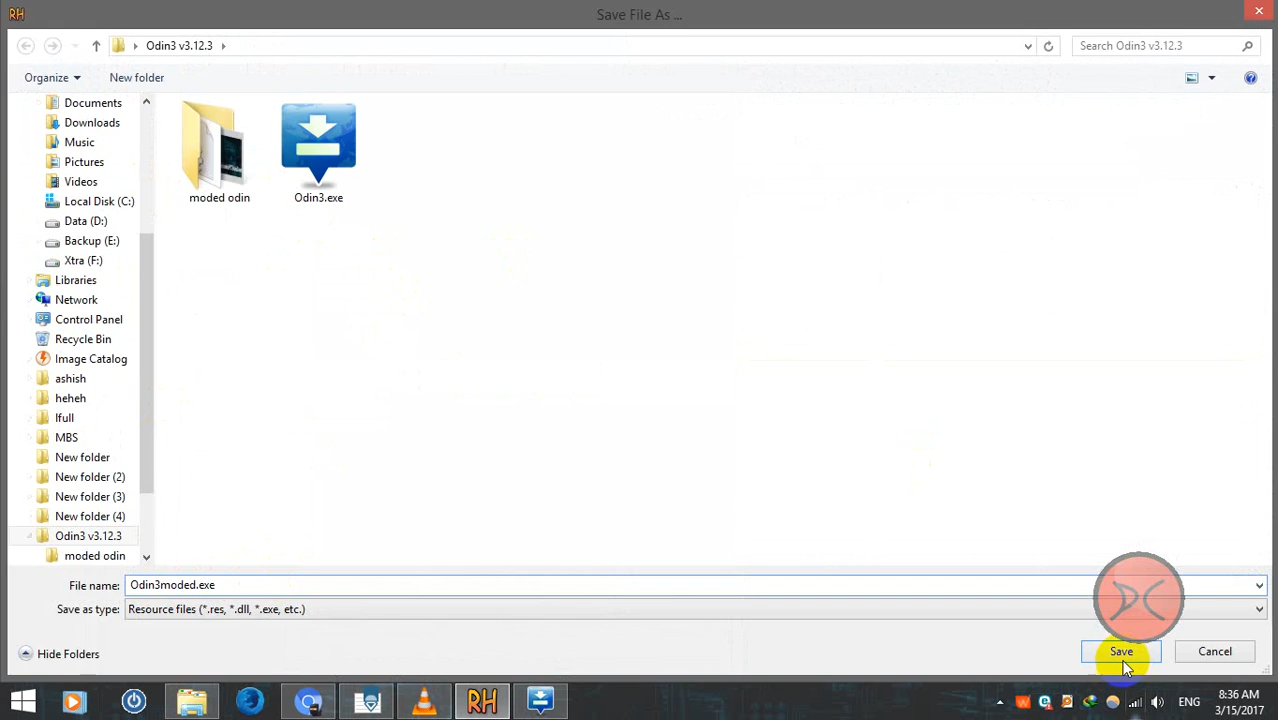 RH
Save File As ...
Odin3 v3.12.3
Search Odin3 v3.12.3
Organize
New folder
Documents
Downloads
Music
Pictures
Videos
Local Disk (C:)
Data (D:)
Backup (E:)
Xtra (F:)
Libraries
Network
Control Panel
Recycle Bin
Image Catalog
ashish
heheh
lfull
MBS
New folder
New folder (2)
New folder (3)
New folder (4)
Odin3 v3.12.3
moded odin
moded odin
Odin3.exe
File name: Odin3moded.exe
Save as type: Resource files (*.res, *.dll, *.exe, etc.)
DC
Hide Folders
Save
Cancel
RH
ENG
8:36 AM
3/15/2017